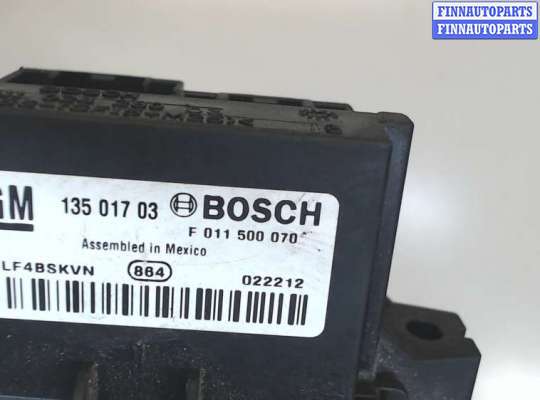 FINNAUTOPARTS
FINNAUTOPARTS
GM 135 017 03 BOSCH
F 011 500 070
Assembled in Mexico
LF4BSKVN 864 022212